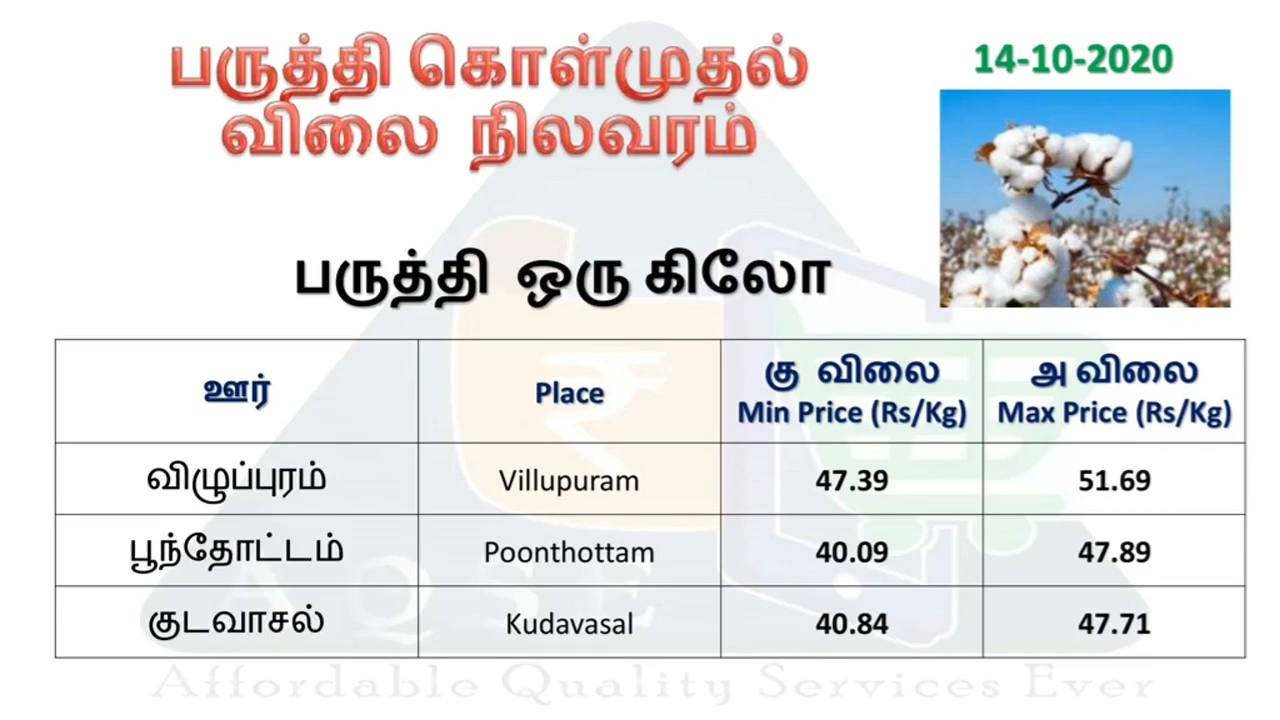 பருத்தி கொள்முதல்
விலை நிலவரம்
14-10-2020
பருத்தி ஒரு கிலோ
ஊர் Place கு விலை Min Price (Rs/Kg) அ விலை Max Price (Rs/Kg)
விழுப்புரம் Villupuram 47.39 51.69
பூந்தோட்டம் Poonthottam 40.09 47.89
குடவாசல் Kudavasal 40.84 47.71
AQSE
Affordable Quality Services Ever